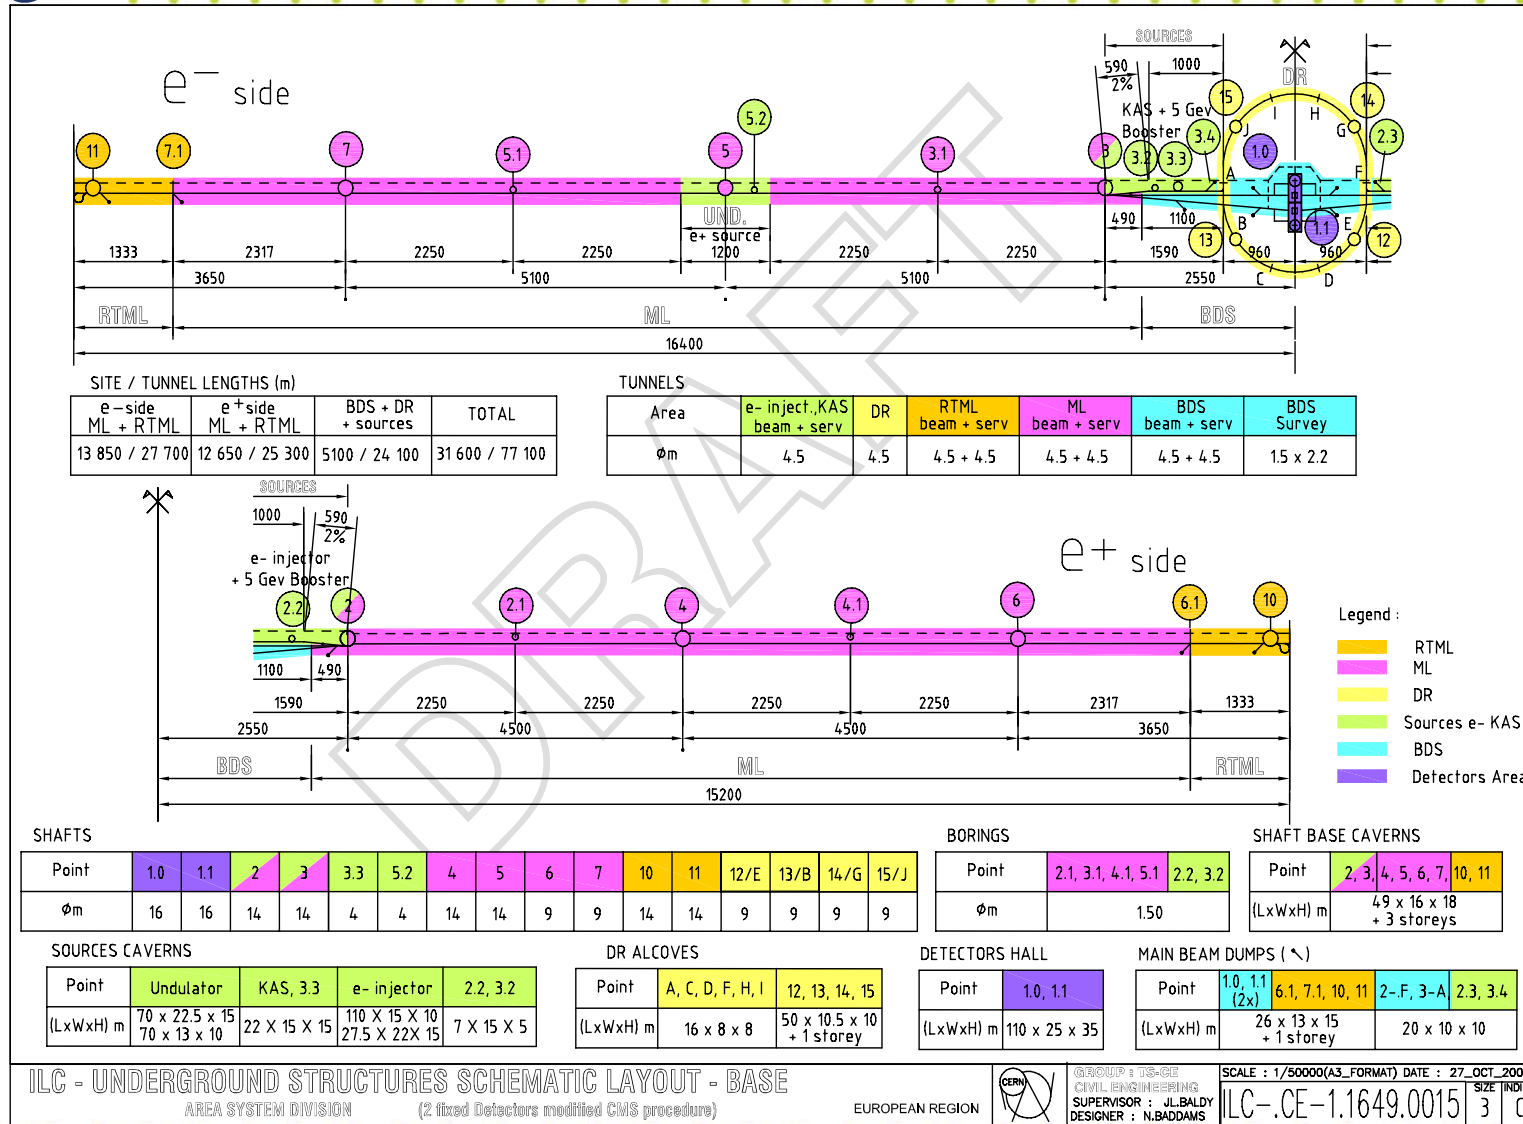 SOURCES
590
2%
1000
DR
e− side
KAS + 5 Gev
Booster
15
14
I H
J G
11
7.1
7
5.1
5
5.2
3.1
3
3.2
3.3
3.4
1.0
2.3
A F
B E
C D
UND.
e+ source
1.1
13
12
490
1100
1333
2317
2250
2250
1200
2250
2250
1590
960
960
3650
5100
5100
2550
RTML
ML
BDS
16400
DRAFT
SITE / TUNNEL LENGTHS (m)
e-side ML + RTML
e+side ML + RTML
BDS + DR + sources
TOTAL
13 850 / 27 700
12 650 / 25 300
5100 / 24 100
31 600 / 77 100
TUNNELS
Area
e- inject.,KAS beam + serv
DR
RTML beam + serv
ML beam + serv
BDS beam + serv
BDS Survey
Øm
4.5
4.5
4.5 + 4.5
4.5 + 4.5
4.5 + 4.5
1.5 x 2.2
SOURCES
1000
590
2%
e- injector
+ 5 Gev Booster
e+ side
2.2
2
2.1
4
4.1
6
6.1
10
1100
490
1590
2250
2250
2250
2250
2317
1333
2550
4500
4500
3650
BDS
ML
RTML
15200
Legend :
RTML
ML
DR
Sources e- KAS
BDS
Detectors Area
SHAFTS
Point 1.0 1.1 2 3 3.3 5.2 4 5 6 7 10 11 12/E 13/B 14/G 15/J
Øm 16 16 14 14 4 4 14 14 9 9 14 14 9 9 9 9
BORINGS
Point 2.1, 3.1, 4.1, 5.1 2.2, 3.2
Øm 1.50
SHAFT BASE CAVERNS
Point 2, 3, 4, 5, 6, 7, 10, 11
(LxWxH) m 49 x 16 x 18
+ 3 storeys
SOURCES CAVERNS
Point Undulator KAS, 3.3 e- injector 2.2, 3.2
(LxWxH) m
70 x 22.5 x 15
70 x 13 x 10
22 X 15 X 15
110 X 15 X 10
27.5 X 22X 15
7 X 15 X 5
DR ALCOVES
Point A, C, D, F, H, I 12, 13, 14, 15
(LxWxH) m 16 x 8 x 8
50 x 10.5 x 10
+ 1 storey
DETECTORS HALL
Point 1.0, 1.1
(LxWxH) m 110 x 25 x 35
MAIN BEAM DUMPS ( )
Point 1.0, 1.1 (2x) 6.1, 7.1, 10, 11 2-.F, 3-A, 2.3, 3.4
(LxWxH) m 26 x 13 x 15
+ 1 storey
20 x 10 x 10
ILC - UNDERGROUND STRUCTURES SCHEMATIC LAYOUT - BASE
AREA SYSTEM DIVISION (2 fixed Detectors modified CMS procedure)
EUROPEAN REGION
CERN
GROUP : TS-CE
CIVIL ENGINEERING
SUPERVISOR : JL.BALDY
DESIGNER : N.BADDAMS
SCALE : 1/50000(A3_FORMAT) DATE : 27_OCT_200
ILC-.CE-1.1649.0015
SIZE
3
INDI